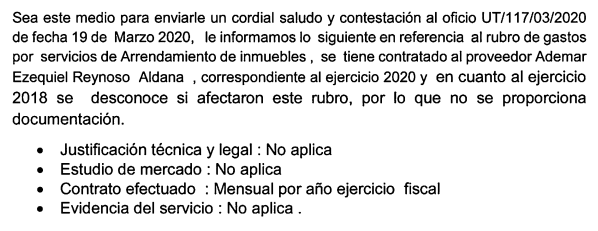 Sea este medio para enviarle un cordial saludo y contestación al oficio UT/117/03/2020
de fecha 19 de Marzo 2020, le informamos lo siguiente en referencia al rubro de gastos
por servicios de Arrendamiento de inmuebles , se tiene contratado al proveedor Ademar
Ezequiel Reynoso Aldana , correspondiente al ejercicio 2020 y en cuanto al ejercicio
2018 se desconoce si afectaron este rubro, por lo que no se proporciona
documentación.
• Justificación técnica y legal : No aplica
• Estudio de mercado : No aplica
• Contrato efectuado : Mensual por año ejercicio fiscal
• Evidencia del servicio : No aplica .